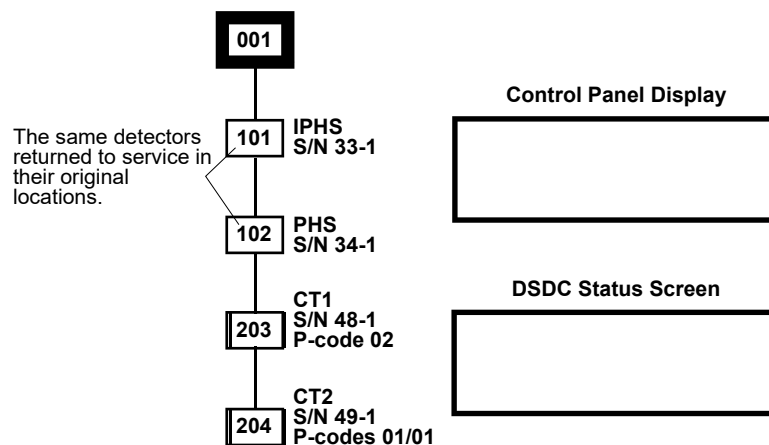 001
The same detectors
returned to service in
their original
locations.
101
IPHS
S/N 33-1
102
PHS
S/N 34-1
203
CT1
S/N 48-1
P-code 02
204
CT2
S/N 49-1
P-codes 01/01
Control Panel Display
DSDC Status Screen